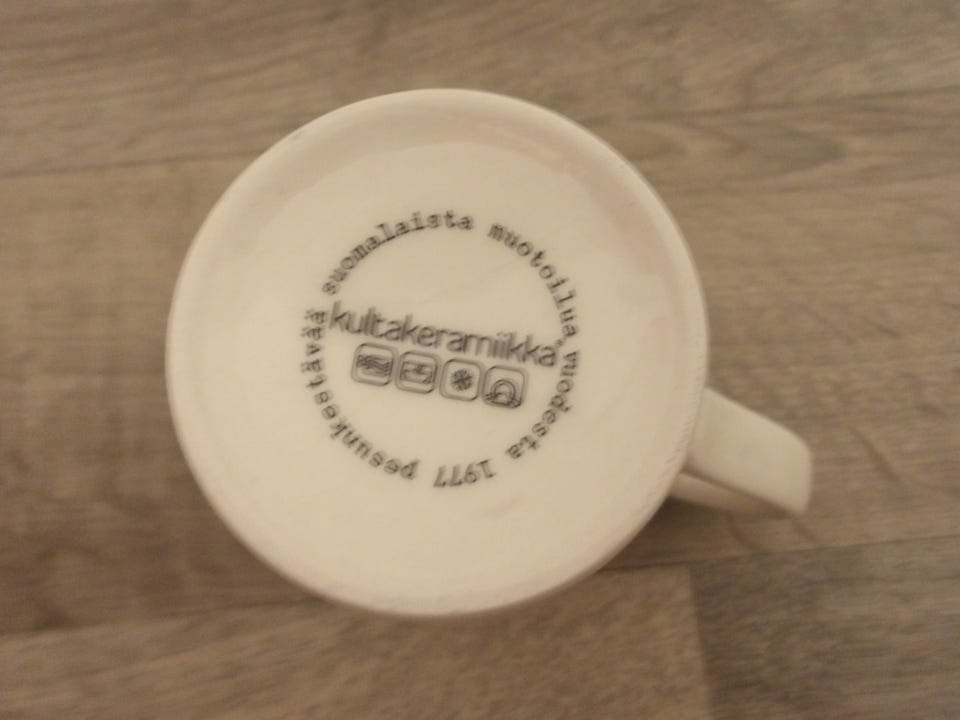 pesunkestävää suomalaista muotoilua vuodesta 1977
kultakeramiikka